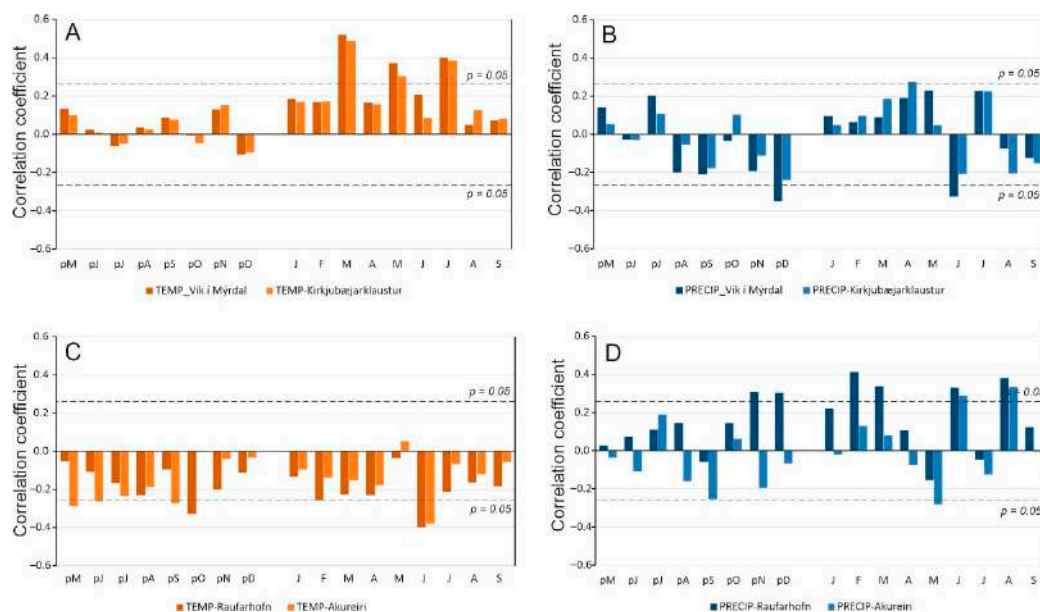 A
Correlation coefficient
0.6
0.4
0.2
0.0
−0.2
−0.4
−0.6
p = 0.05
p = 0.05
pM pJ pJ pA pS pO pN pD J F M A M J J A S
TEMP_Vik i Mýrdal TEMP-Kirkjubæjarklaustur
B
Correlation coefficient
0.6
0.4
0.2
0.0
−0.2
−0.4
−0.6
p = 0.05
p = 0.05
pM pJ pJ pA pS pO pN pD J F M A M J J A S
PRECIP_Vik i Mýrdal PRECIP-Kirkjubæjarklaustur
C
Correlation coefficient
0.6
0.4
0.2
0.0
−0.2
−0.4
−0.6
p = 0.05
p = 0.05
pM pJ pJ pA pS pO pN pD J F M A M J J A S
TEMP-Raufarhofn TEMP-Akureiri
D
Correlation coefficient
0.6
0.4
0.2
0.0
−0.2
−0.4
−0.6
p = 0.05
p = 0.05
pM pJ pJ pA pS pO pN pD J F M A M J J A S
PRECIP-Raufarhofn PRECIP-Akureiri